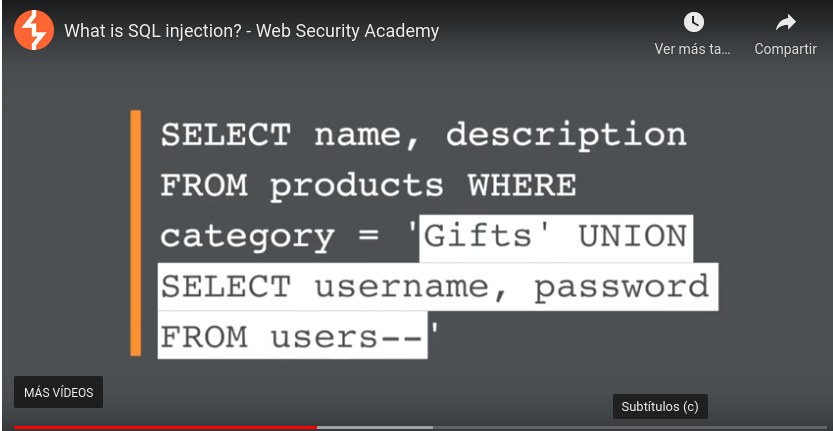 What is SQL injection? - Web Security Academy
Ver más ta...
Compartir
SELECT name, description
FROM products WHERE
category = 'Gifts' UNION
SELECT username, password
FROM users--'
MÁS VÍDEOS
Subtítulos (c)